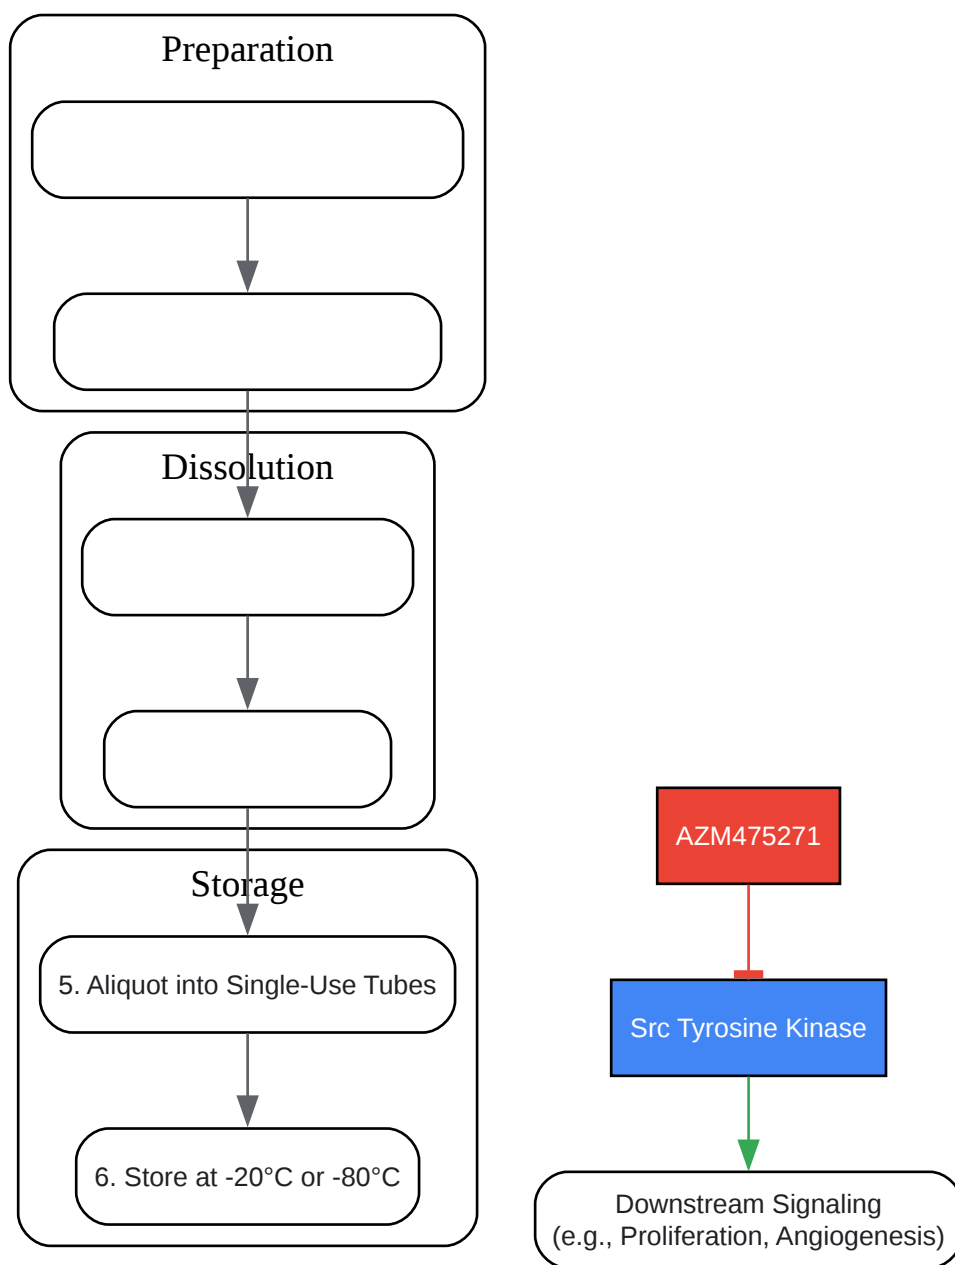 Preparation
Dissolution
Storage
5. Aliquot into Single-Use Tubes
6. Store at -20°C or -80°C
AZM475271
Src Tyrosine Kinase
Downstream Signaling
(e.g., Proliferation, Angiogenesis)